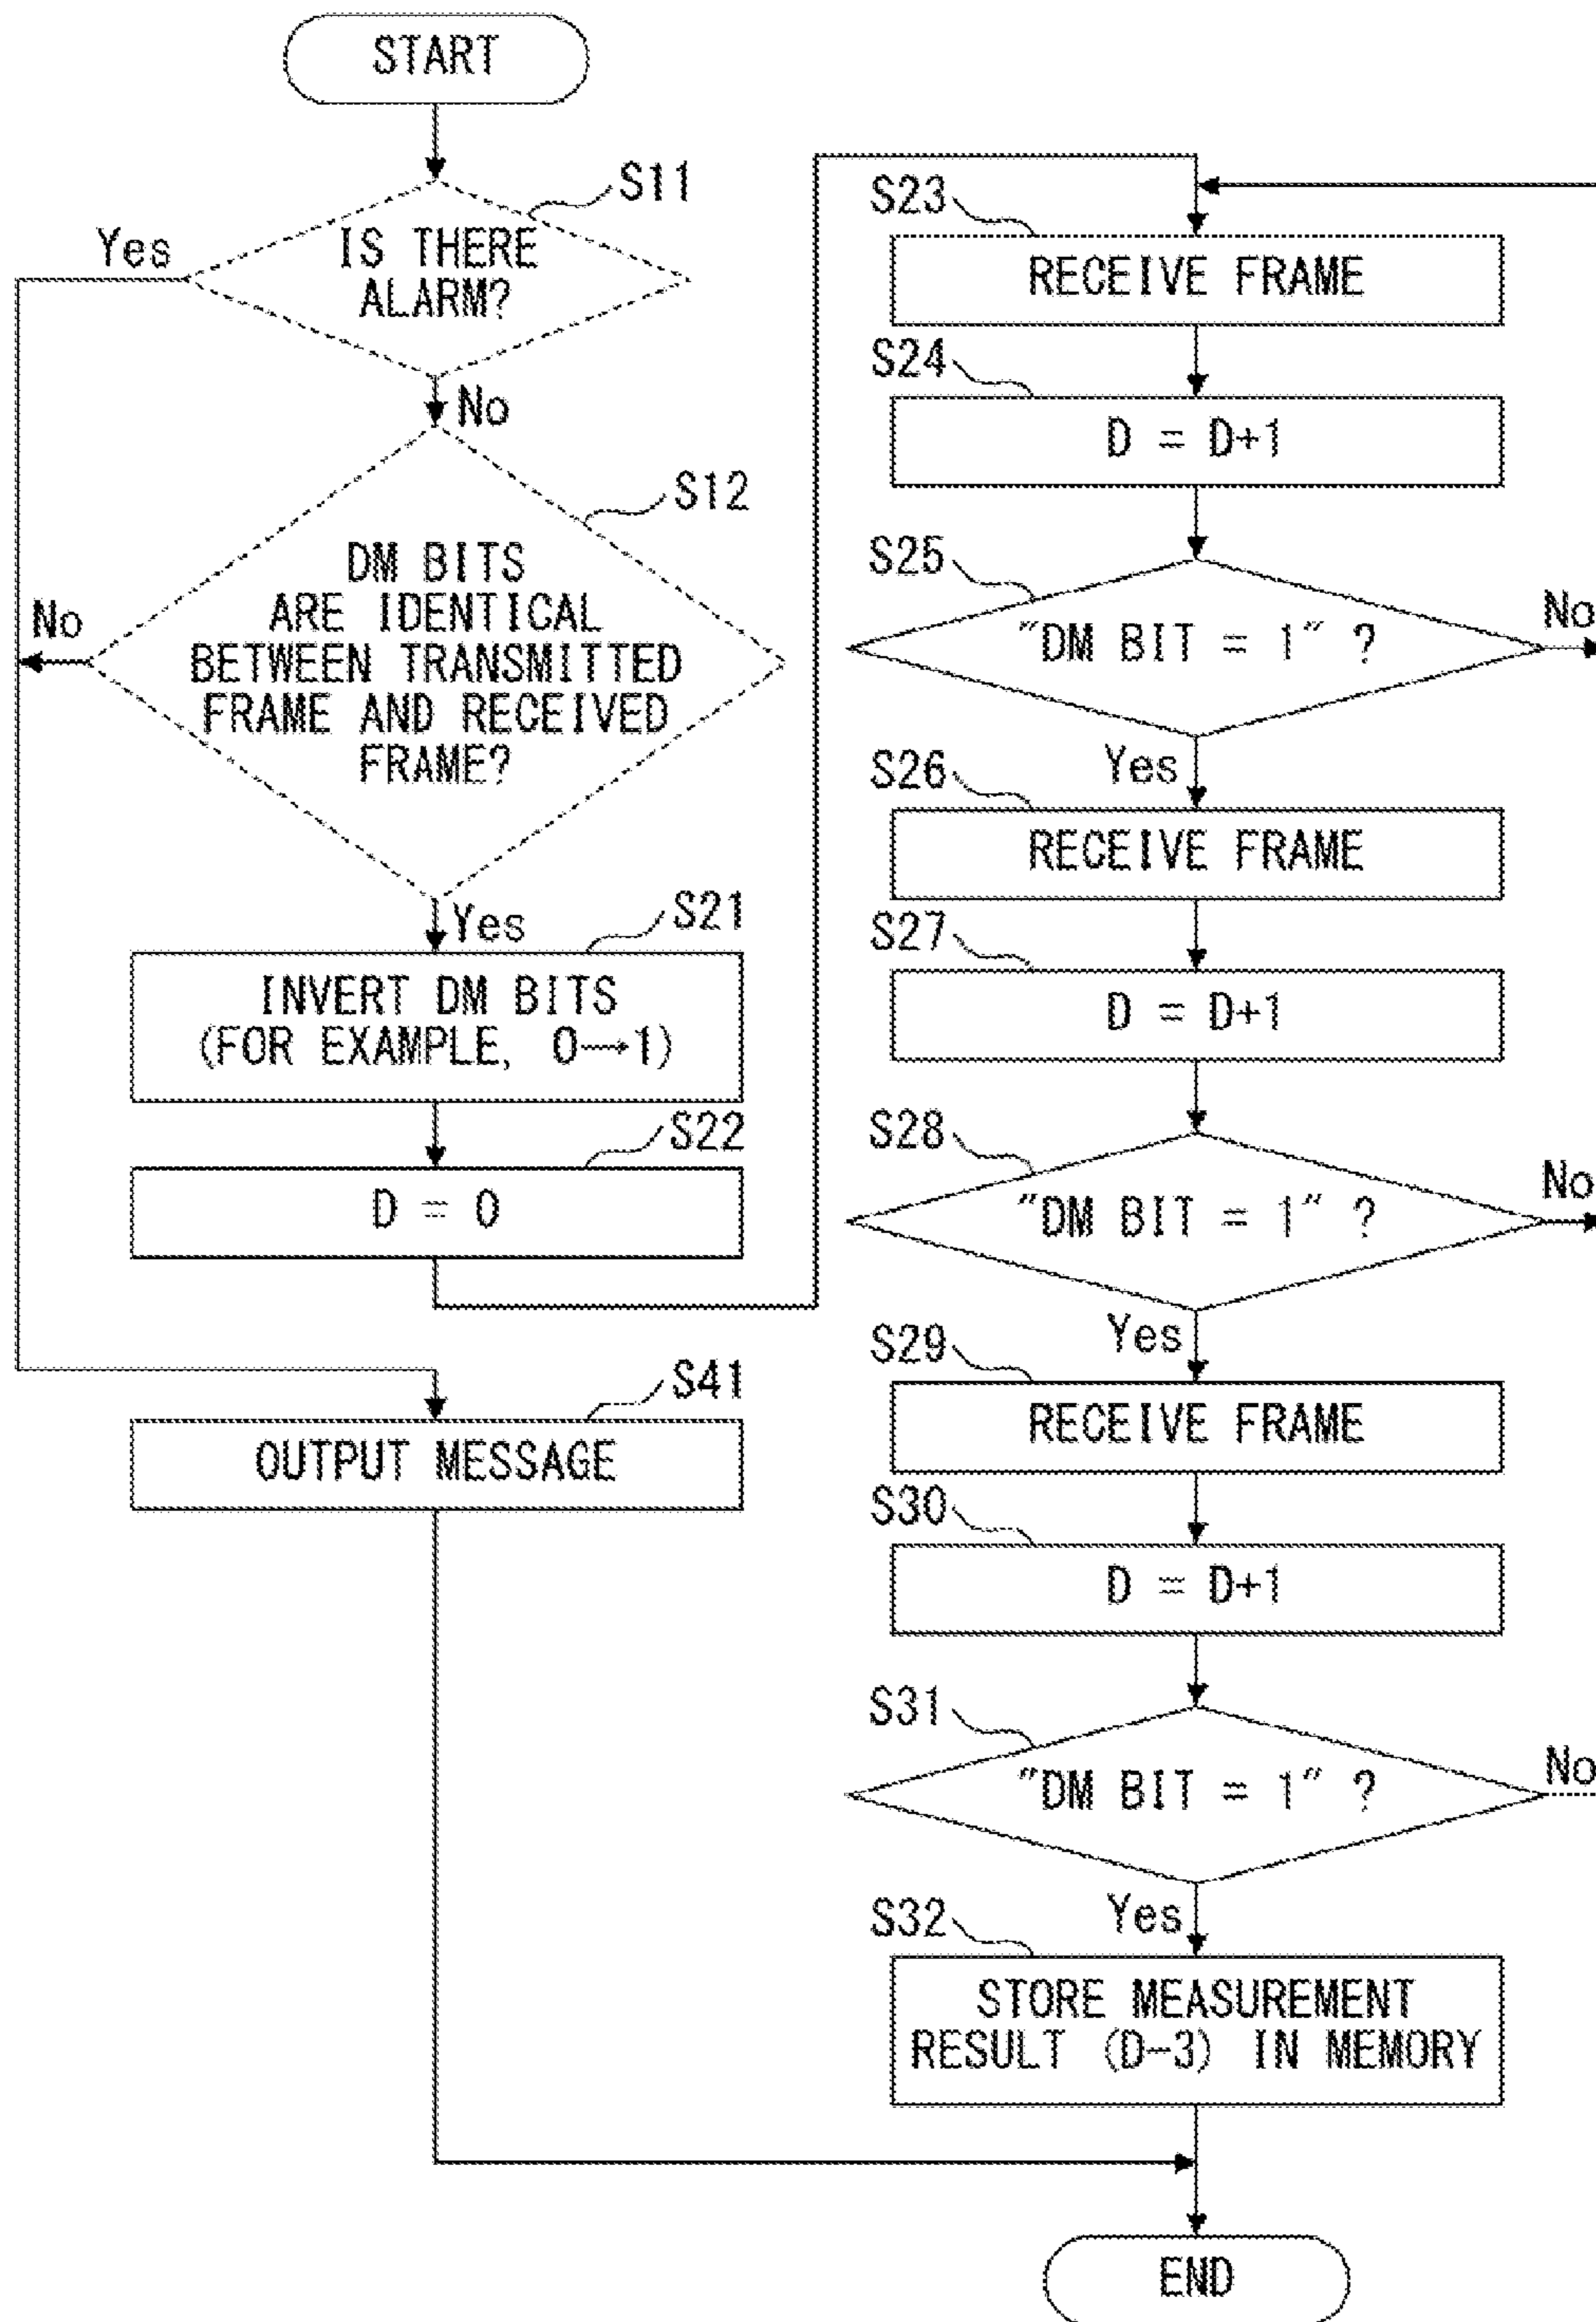 START
S11
Yes
IS THERE
ALARM?
No
S12
DM BITS
ARE IDENTICAL
BETWEEN TRANSMITTED
FRAME AND RECEIVED
FRAME?
No
Yes
S21
INVERT DM BITS
(FOR EXAMPLE, 0→1)
S22
D = 0
S41
OUTPUT MESSAGE
S23
RECEIVE FRAME
S24
D = D+1
S25
"DM BIT = 1" ?
No
Yes
S26
RECEIVE FRAME
S27
D = D+1
S28
"DM BIT = 1" ?
No
Yes
S29
RECEIVE FRAME
S30
D = D+1
S31
"DM BIT = 1" ?
No
Yes
S32
STORE MEASUREMENT
RESULT (D-3) IN MEMORY
END